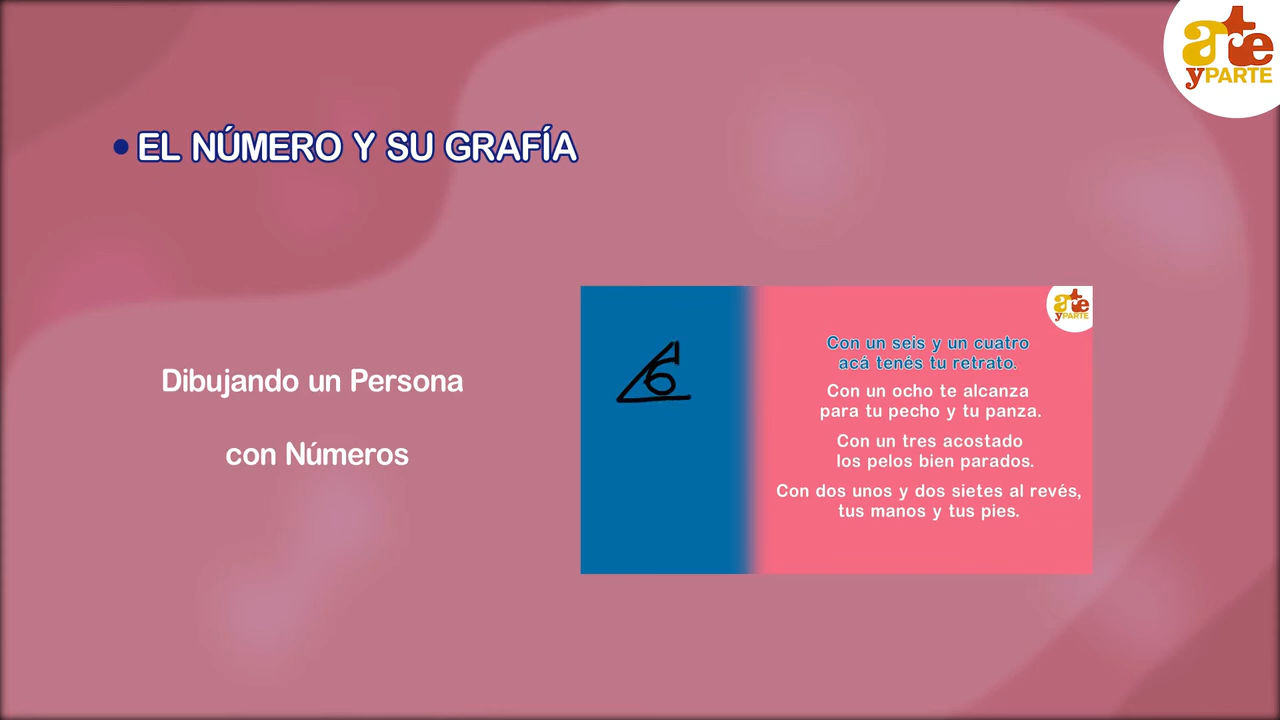 arte
y PARTE
• EL NÚMERO Y SU GRAFÍA
Dibujando un Persona
con Números
6
arte
y PARTE
Con un seis y un cuatro
acá tenés tu retrato.
Con un ocho te alcanza
para tu pecho y tu panza.
Con un tres acostado
los pelos bien parados.
Con dos unos y dos sietes al revés,
tus manos y tus pies.